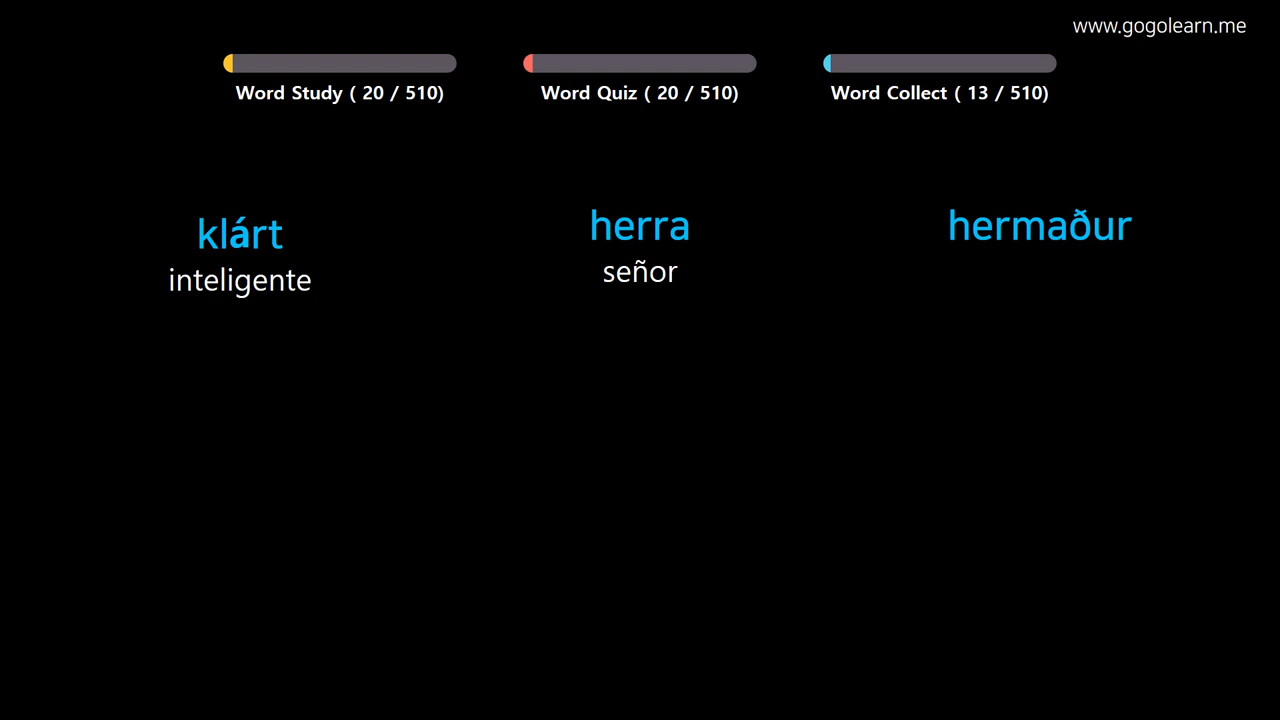 www.gogolearn.me
Word Study ( 20 / 510)
Word Quiz ( 20 / 510)
Word Collect ( 13 / 510)
klárt
inteligente
herra
señor
hermaður